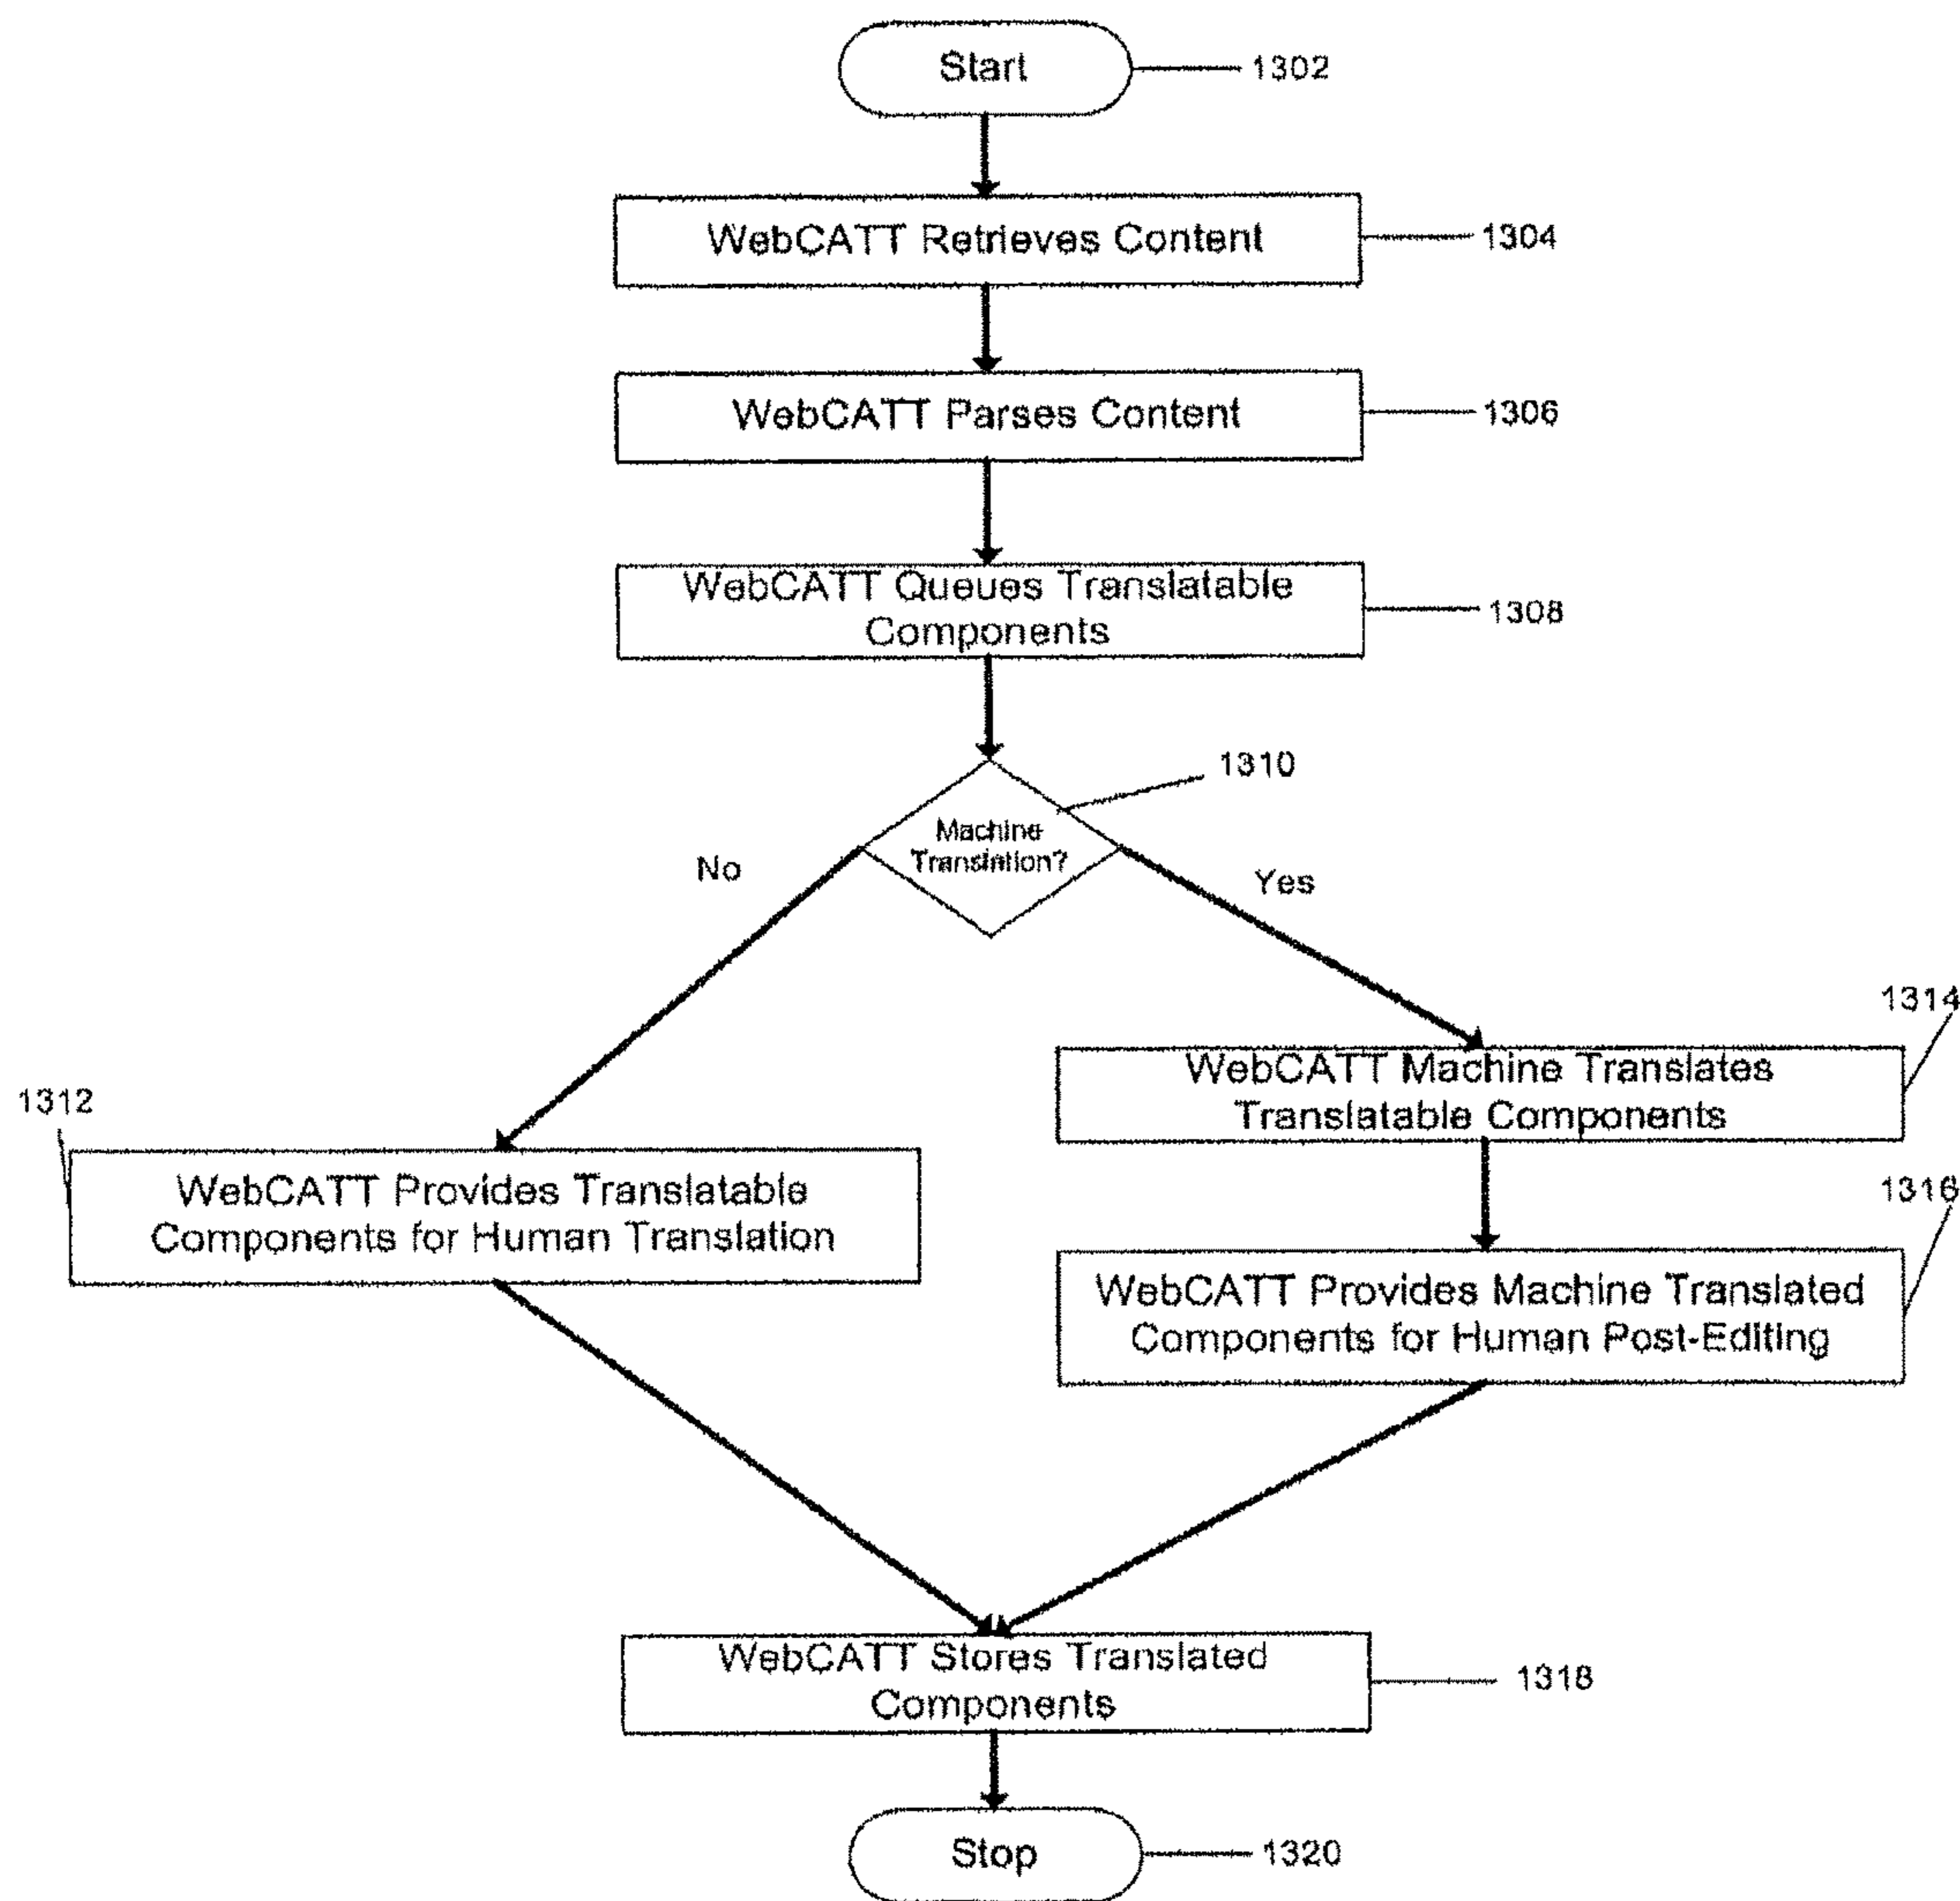 Start
1302
WebCATT Retrieves Content
1304
WebCATT Parses Content
1306
WebCATT Queues Translatable
Components
1308
1310
Machine
Translation?
No
Yes
1314
WebCATT Machine Translates
Translatable Components
1312
WebCATT Provides Translatable
Components for Human Translation
1316
WebCATT Provides Machine Translated
Components for Human Post-Editing
WebCATT Stores Translated
Components
1318
Stop
1320